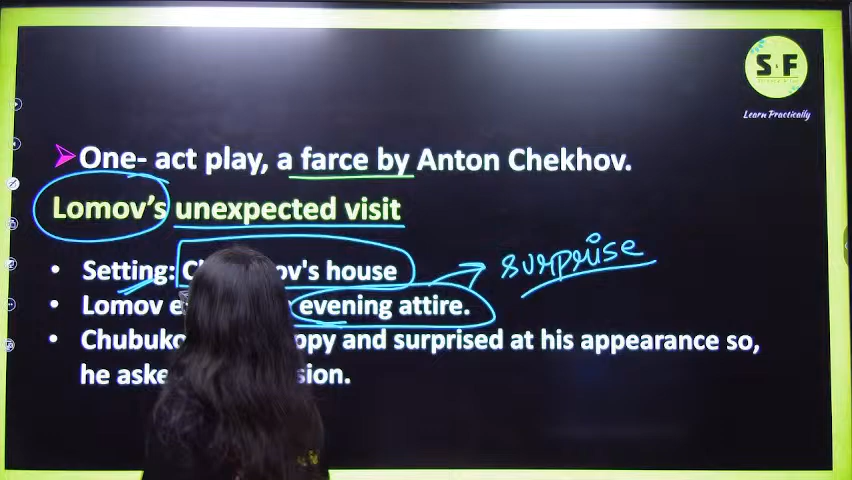 S F
Learn Practically
➤One- act play, a farce by Anton Chekhov.
Lomov's unexpected visit
• Setting: C ov's house
surprise
• Lomov e evening attire.
• Chubuko ppy and surprised at his appearance so,
he aske sion.